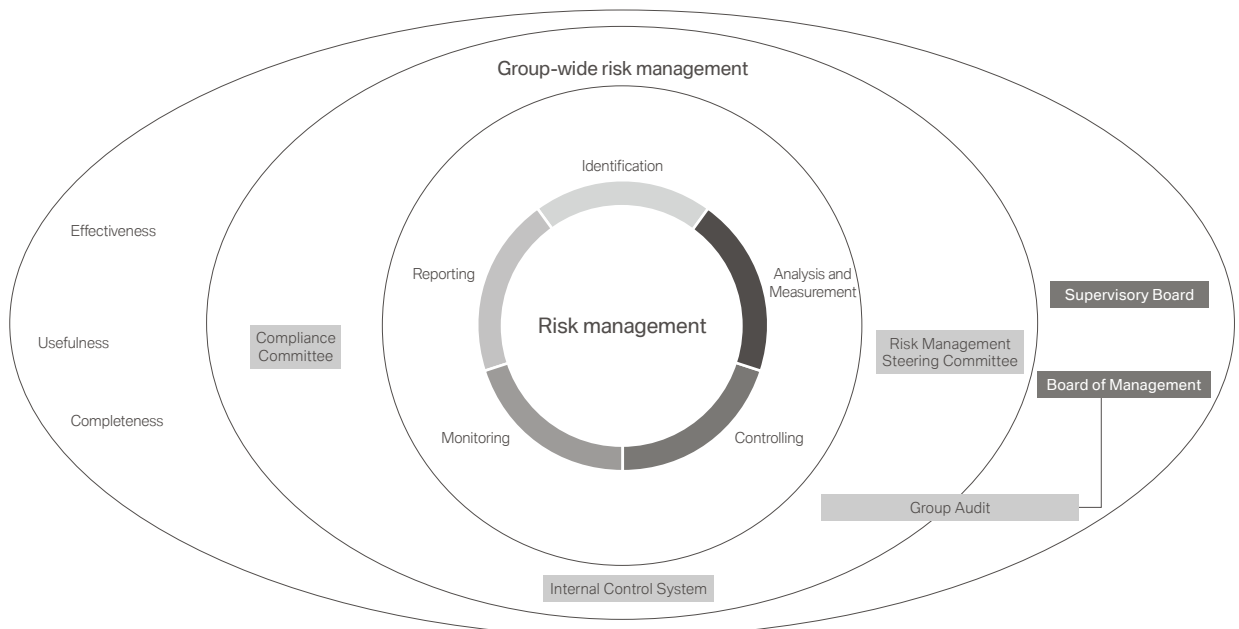 Group-wide risk management
Identification
Effectiveness
Reporting
Analysis and
Measurement
Supervisory Board
Risk management
Usefulness
Compliance
Committee
Risk Management
Steering Committee
Board of Management
Completeness
Monitoring
Controlling
Group Audit
Internal Control System